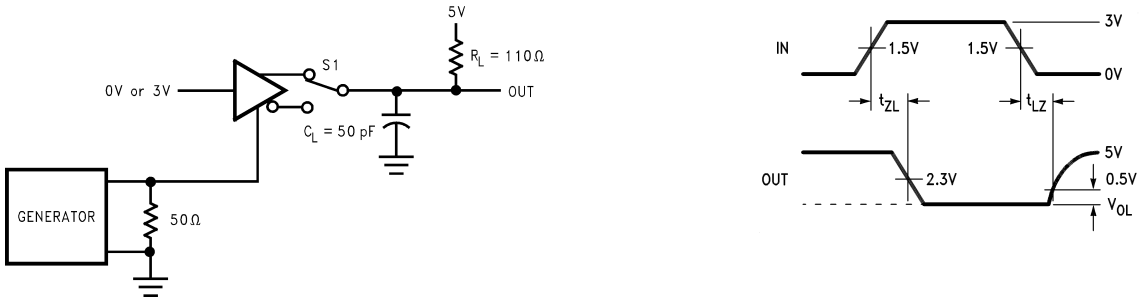 5V
R_L = 110Ω
S1
0V or 3V
OUT
C_L = 50 pF
GENERATOR
50Ω
IN
1.5V
1.5V
3V
0V
t_ZL
t_LZ
OUT
2.3V
5V
0.5V
V_OL